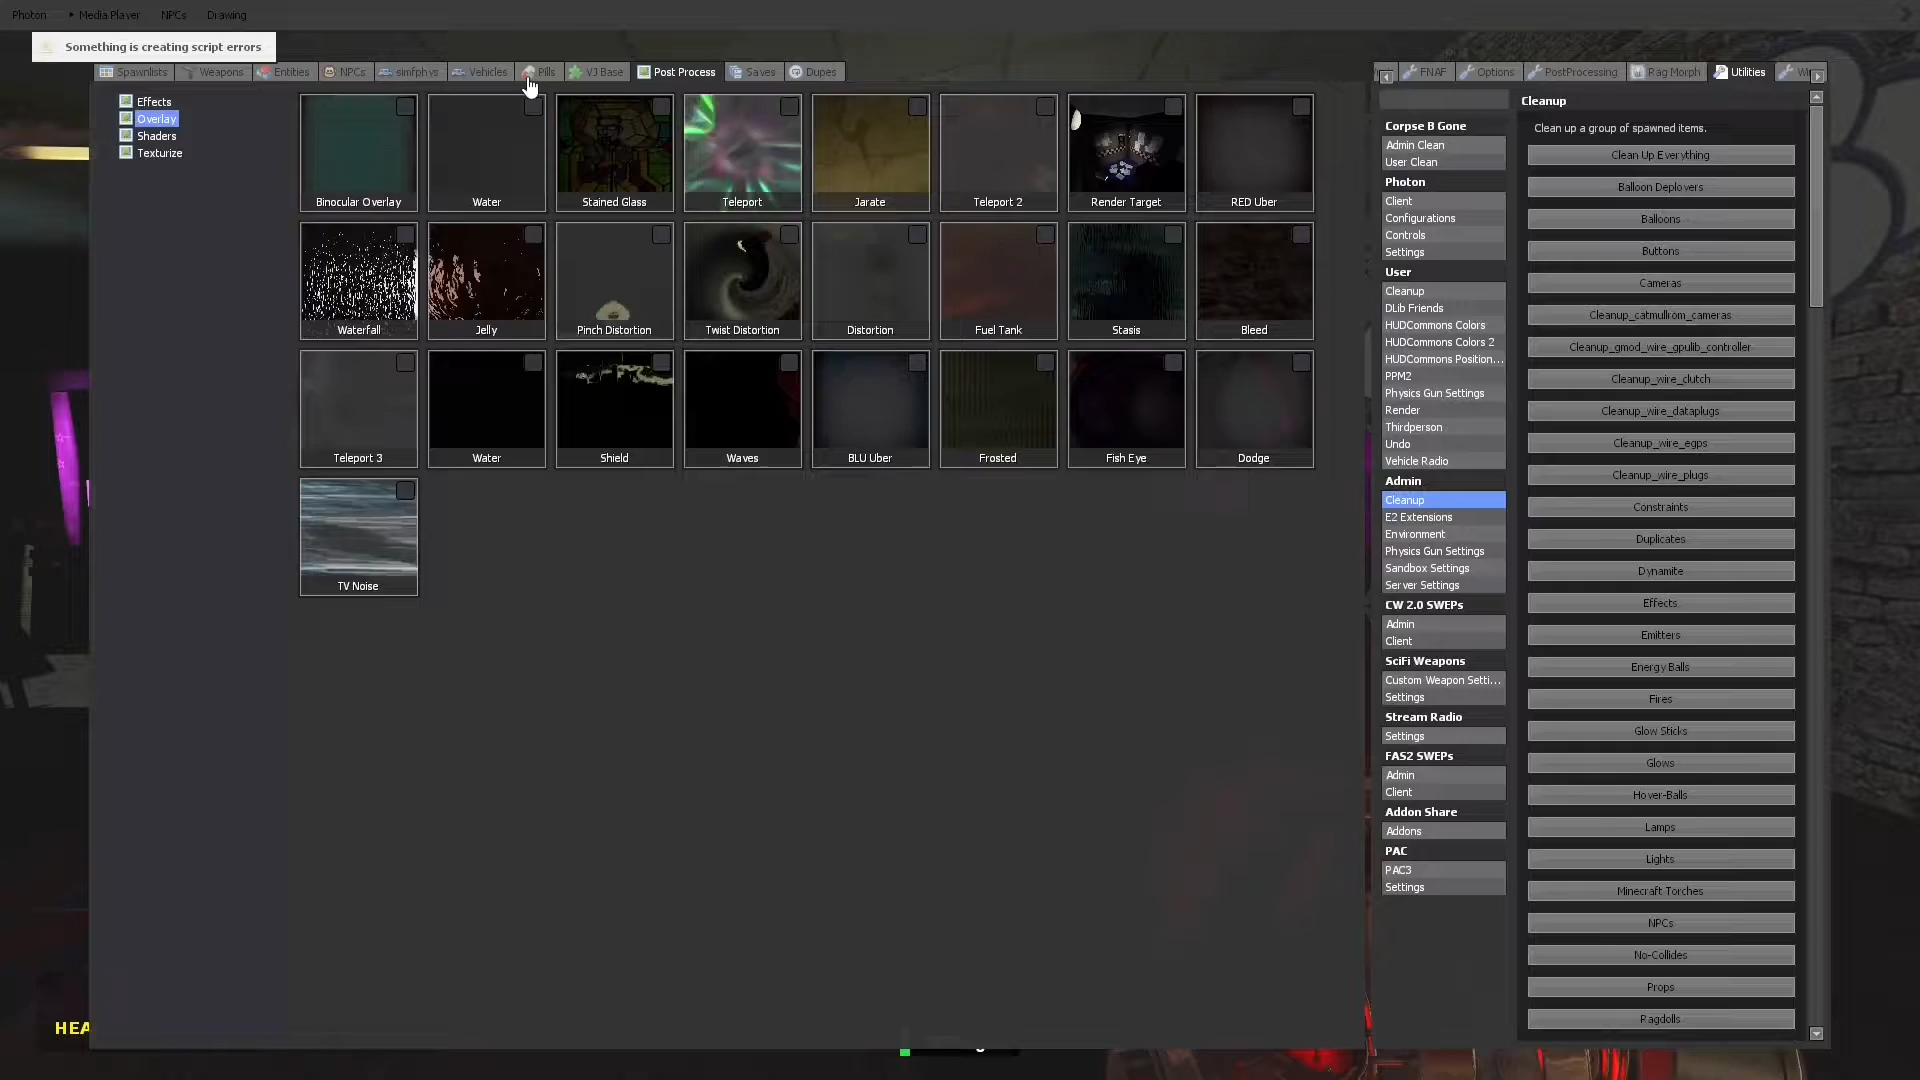 Photon
Media Player
NPCs
Drawing
Something is creating script errors
Spawnlists
Weapons
Entities
NPCs
simfphys
Vehicles
Pills
VJ Base
Post Process
Saves
Dupes
FNAF
Options
PostProcessing
Rag Morph
Utilities
Effects
Overlay
Shaders
Texturize
Binocular Overlay
Water
Stained Glass
Teleport
Jarate
Teleport 2
Render Target
RED Uber
Waterfall
Jelly
Pinch Distortion
Twist Distortion
Distortion
Fuel Tank
Stasis
Bleed
Teleport 3
Water
Shield
Waves
BLU Uber
Frosted
Fish Eye
Dodge
TV Noise
Corpse B Gone
Admin Clean
User Clean
Photon
Client
Configurations
Controls
Settings
User
Cleanup
DLib Friends
HUDCommons Colors
HUDCommons Colors 2
HUDCommons Position...
PPM2
Physics Gun Settings
Render
Thirdperson
Undo
Vehicle Radio
Admin
Cleanup
E2 Extensions
Environment
Physics Gun Settings
Sandbox Settings
Server Settings
CW 2.0 SWEPs
Admin
Client
SciFi Weapons
Custom Weapon Setti...
Settings
Stream Radio
Settings
FAS2 SWEPs
Admin
Client
Addon Share
Addons
PAC
PAC3
Settings
Cleanup
Clean up a group of spawned items.
Clean Up Everything
Balloon Deployers
Balloons
Buttons
Cameras
Cleanup_catmullrom_cameras
Cleanup_gmod_wire_gpulib_controller
Cleanup_wire_clutch
Cleanup_wire_dataplugs
Cleanup_wire_egps
Cleanup_wire_plugs
Constraints
Duplicates
Dynamite
Effects
Emitters
Energy Balls
Fires
Glow Sticks
Glows
Hover-Balls
Lamps
Lights
Minecraft Torches
NPCs
No-Collides
Props
Ragdolls
HEA